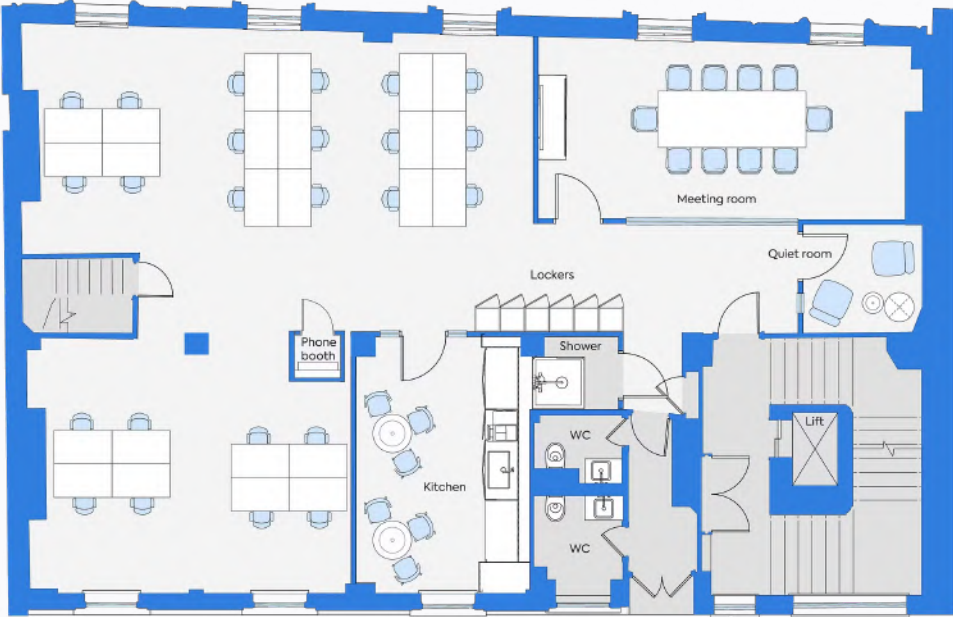 Meeting room
Quiet room
Lockers
Phone
booth
Shower
Lift
WC
Kitchen
WC